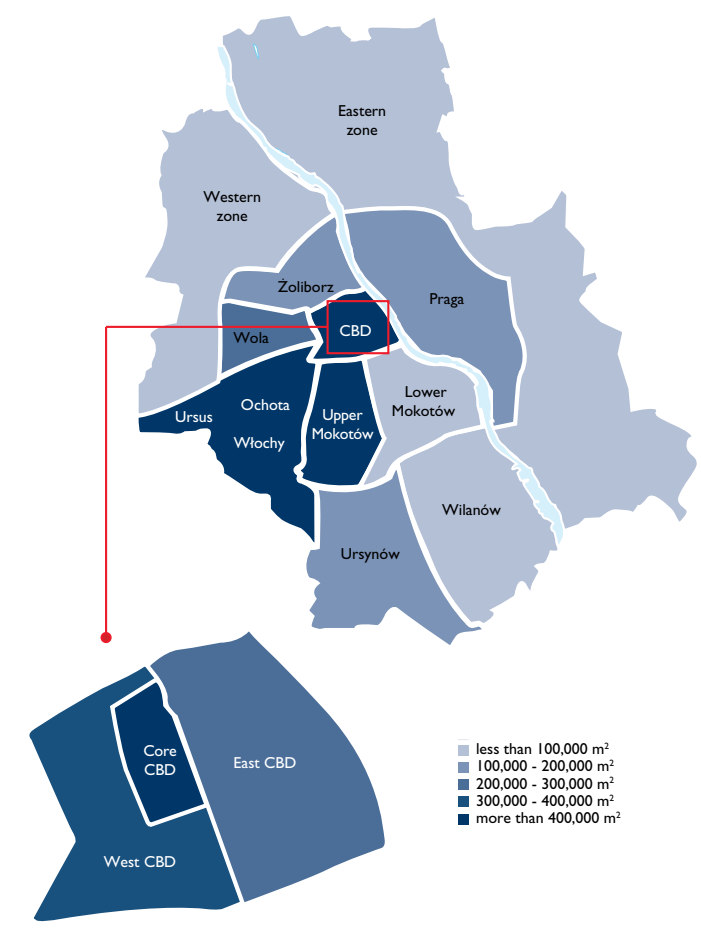 Eastern
zone
Western
zone
Żoliborz
Praga
CBD
Wola
Lower
Mokotów
Ochota
Ursus
Upper
Mokotów
Włochy
Wilanów
Ursynów
Core
CBD
East CBD
West CBD
less than 100,000 m²
100,000 - 200,000 m²
200,000 - 300,000 m²
300,000 - 400,000 m²
more than 400,000 m²